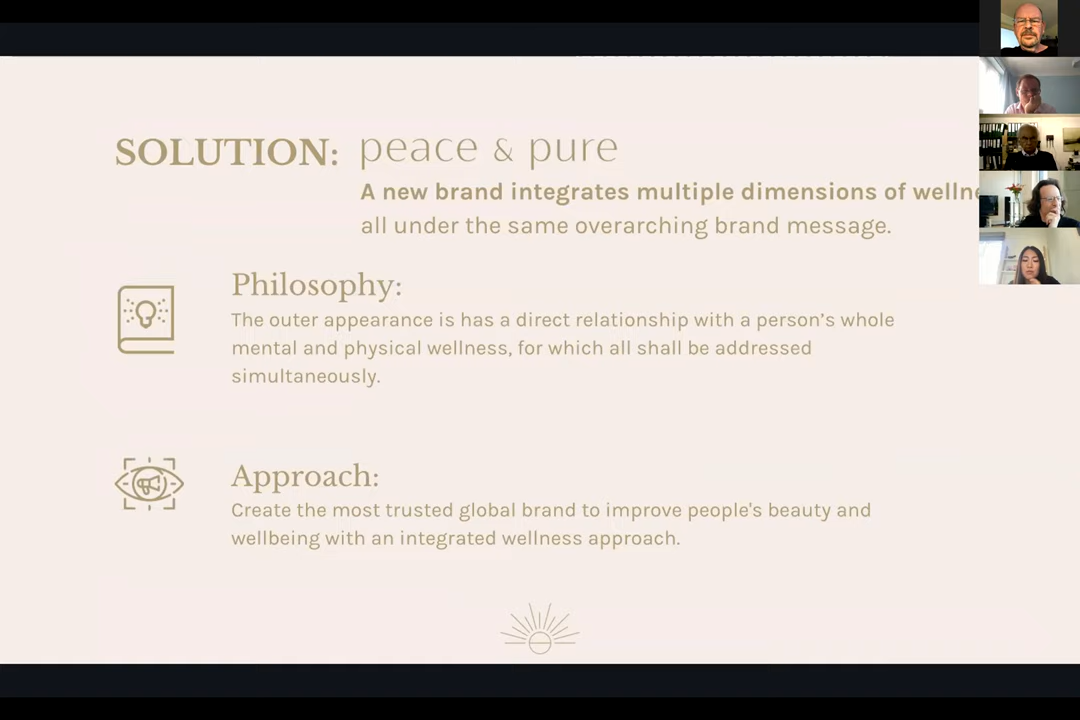 SOLUTION: peace & pure
A new brand integrates multiple dimensions of
all under the same overarching brand message.
Philosophy:
The outer appearance is has a direct relationship with a person's whole
mental and physical wellness, for which all shall be addressed
simultaneously.
Approach:
Create the most trusted global brand to improve people's beauty and
wellbeing with an integrated wellness approach.